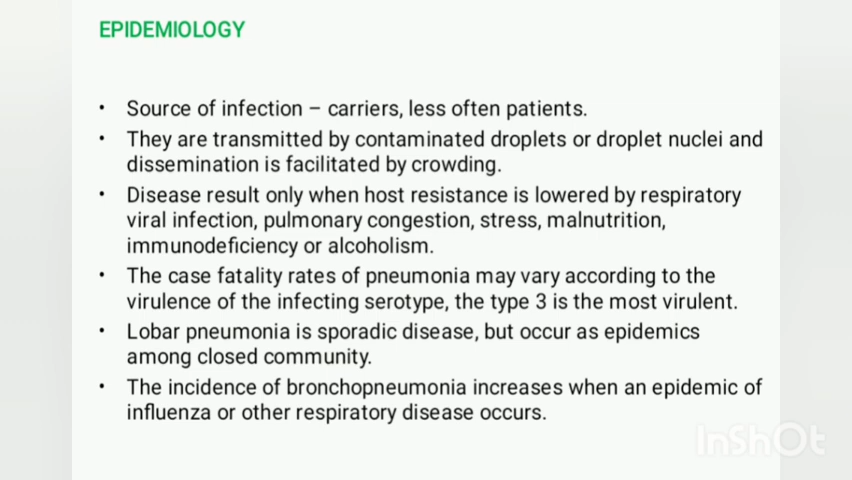 EPIDEMIOLOGY
• Source of infection – carriers, less often patients.
• They are transmitted by contaminated droplets or droplet nuclei and
dissemination is facilitated by crowding.
• Disease result only when host resistance is lowered by respiratory
viral infection, pulmonary congestion, stress, malnutrition,
immunodeficiency or alcoholism.
• The case fatality rates of pneumonia may vary according to the
virulence of the infecting serotype, the type 3 is the most virulent.
• Lobar pneumonia is sporadic disease, but occur as epidemics
among closed community.
• The incidence of bronchopneumonia increases when an epidemic of
influenza or other respiratory disease occurs.
InShOt